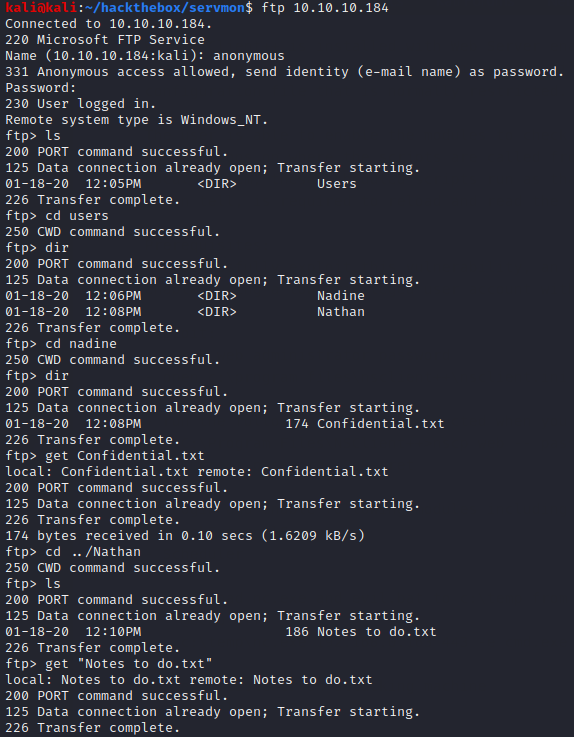 kali@kali:~/hackthebox/servmon$ ftp 10.10.10.184
Connected to 10.10.10.184.
220 Microsoft FTP Service
Name (10.10.10.184:kali): anonymous
331 Anonymous access allowed, send identity (e-mail name) as password.
Password:
230 User logged in.
Remote system type is Windows_NT.
ftp> ls
200 PORT command successful.
125 Data connection already open; Transfer starting.
01-18-20  12:05PM       <DIR>          Users
226 Transfer complete.
ftp> cd users
250 CWD command successful.
ftp> dir
200 PORT command successful.
125 Data connection already open; Transfer starting.
01-18-20  12:06PM       <DIR>          Nadine
01-18-20  12:08PM       <DIR>          Nathan
226 Transfer complete.
ftp> cd nadine
250 CWD command successful.
ftp> dir
200 PORT command successful.
125 Data connection already open; Transfer starting.
01-18-20  12:08PM                  174 Confidential.txt
226 Transfer complete.
ftp> get Confidential.txt
local: Confidential.txt remote: Confidential.txt
200 PORT command successful.
125 Data connection already open; Transfer starting.
226 Transfer complete.
174 bytes received in 0.10 secs (1.6209 kB/s)
ftp> cd ../Nathan
250 CWD command successful.
ftp> ls
200 PORT command successful.
125 Data connection already open; Transfer starting.
01-18-20  12:10PM                  186 Notes to do.txt
226 Transfer complete.
ftp> get "Notes to do.txt"
local: Notes to do.txt remote: Notes to do.txt
200 PORT command successful.
125 Data connection already open; Transfer starting.
226 Transfer complete.